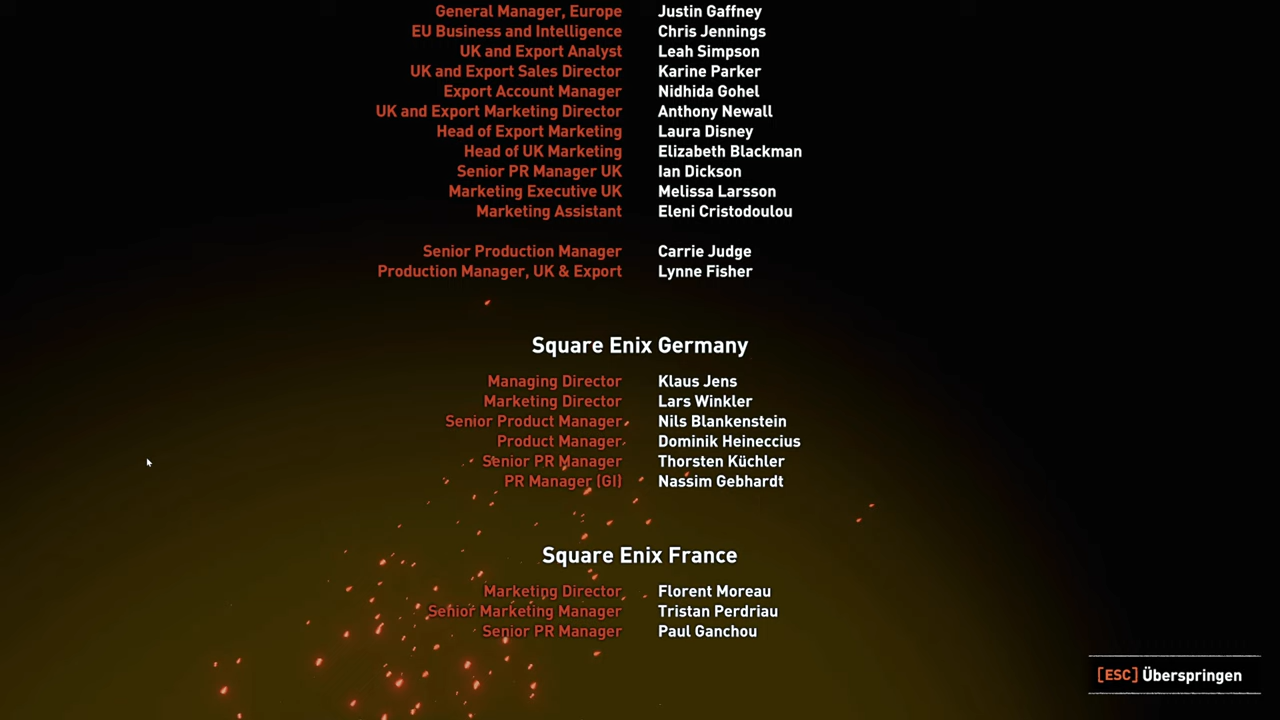 General Manager, Europe Justin Gaffney
EU Business and Intelligence Chris Jennings
UK and Export Analyst Leah Simpson
UK and Export Sales Director Karine Parker
Export Account Manager Nidhida Gohel
UK and Export Marketing Director Anthony Newall
Head of Export Marketing Laura Disney
Head of UK Marketing Elizabeth Blackman
Senior PR Manager UK Ian Dickson
Marketing Executive UK Melissa Larsson
Marketing Assistant Eleni Cristodoulou
Senior Production Manager Carrie Judge
Production Manager, UK & Export Lynne Fisher
Square Enix Germany
Managing Director Klaus Jens
Marketing Director Lars Winkler
Senior Product Manager Nils Blankenstein
Product Manager Dominik Heineccius
Senior PR Manager Thorsten Küchler
PR Manager (GI) Nassim Gebhardt
Square Enix France
Marketing Director Florent Moreau
Senior Marketing Manager Tristan Perdriau
Senior PR Manager Paul Ganchou
[ESC] Überspringen